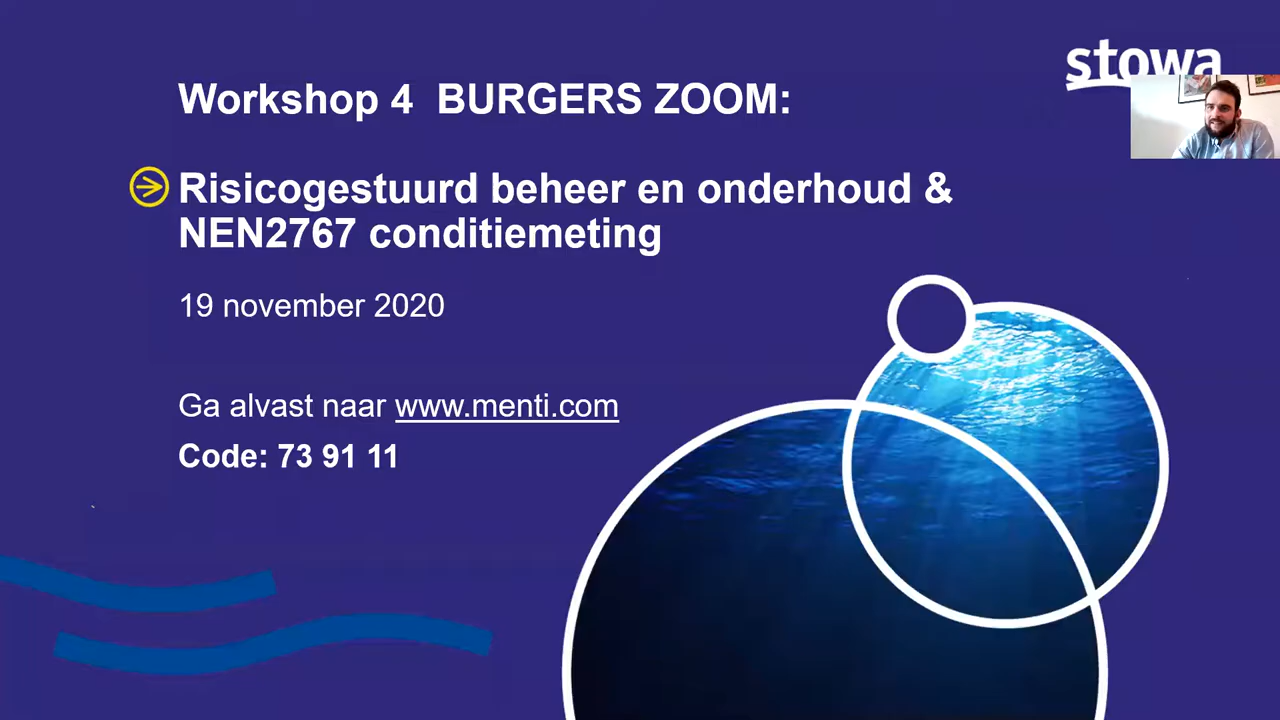 stowa
Workshop 4 BURGERS ZOOM:
Risicogestuurd beheer en onderhoud &
NEN2767 conditiemeting
19 november 2020
Ga alvast naar www.menti.com
Code: 73 91 11